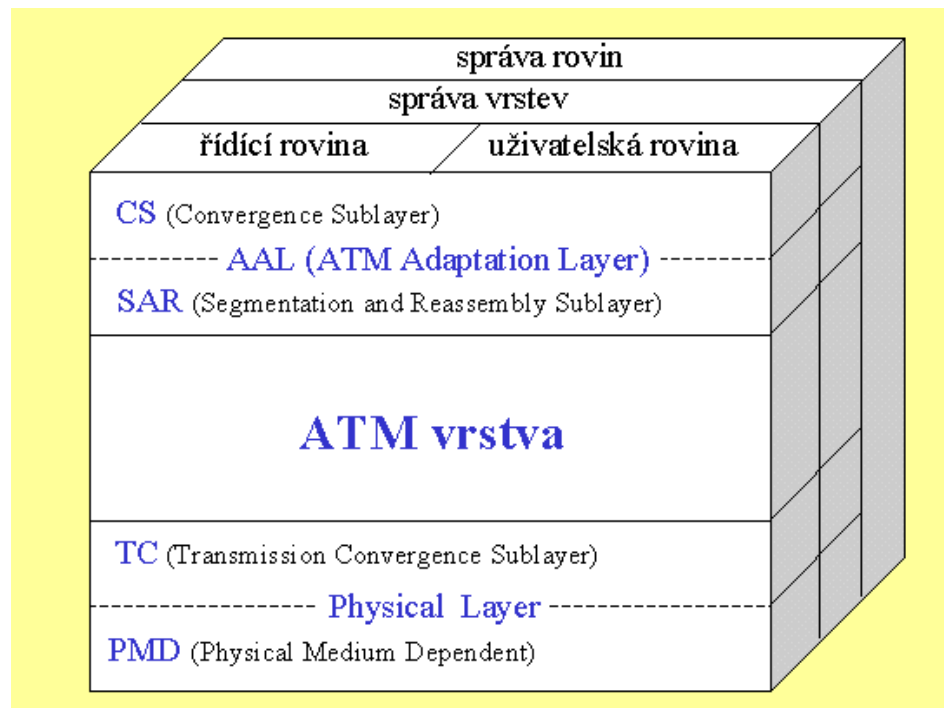 správa rovin
správa vrstev
řídící rovina uživatelská rovina
CS (Convergence Sublayer)
AAL (ATM Adaptation Layer)
SAR (Segmentation and Reassembly Sublayer)
ATM vrstva
TC (Transmission Convergence Sublayer)
Physical Layer
PMD (Physical Medium Dependent)